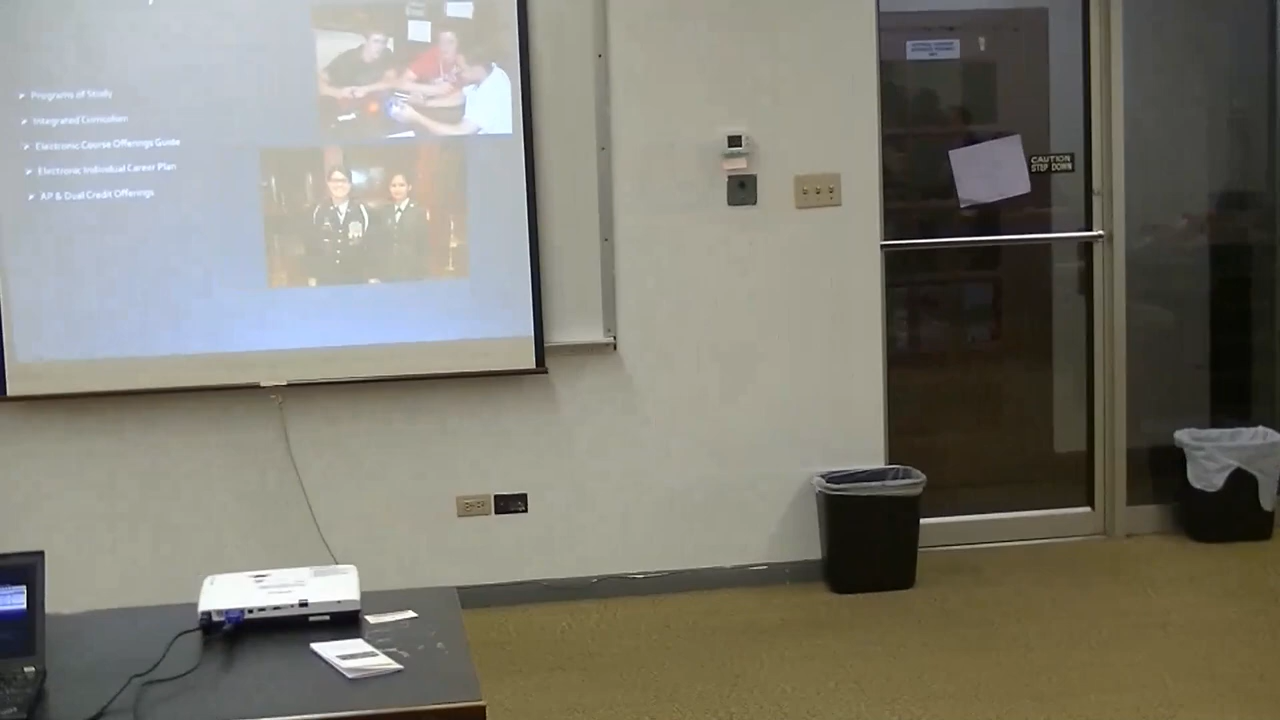 ➤ Programs of Study
➤ Integrated Curriculum
➤ Electronic Course Offerings Guide
➤ Electronic Individual Career Plan
➤ AP & Dual Credit Offerings
CAUTION
STEP DOWN